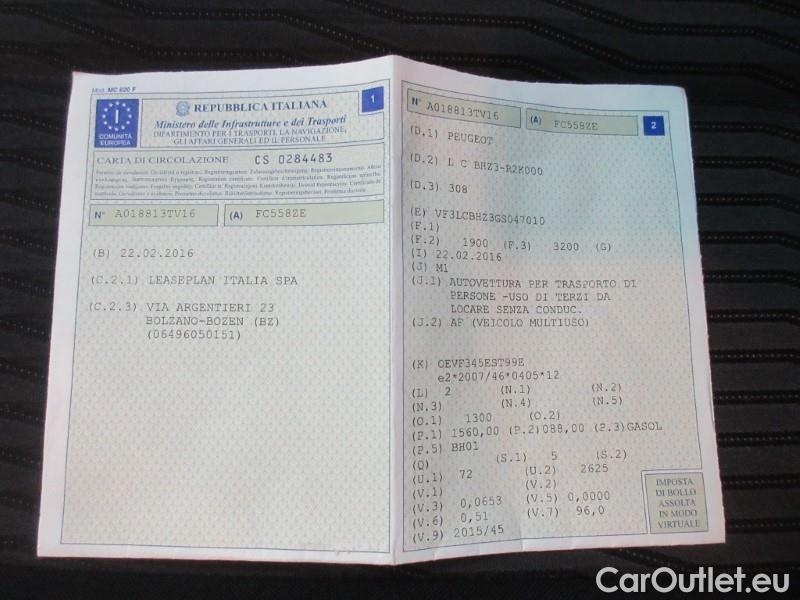 Mod. MC 820 F
I
COMUNITÀ
EUROPEA
REPUBBLICA ITALIANA
1
Ministero delle Infrastrutture e dei Trasporti
DIPARTIMENTO PER I TRASPORTI, LA NAVIGAZIONE,
GLI AFFARI GENERALI ED IL PERSONALE
CARTA DI CIRCOLAZIONE CS 0284483
N° A018813TV16 (A) FC558ZE
(B) 22.02.2016
(C.2.1) LEASEPLAN ITALIA SPA
(C.2.3) VIA ARGENTIERI 23
BOLZANO-BOZEN (BZ)
(06496050151)
N° A018813TV16 (A) FC558ZE 2
(D.1) PEUGEOT
(D.2) L C BHZ3-R2K000
(D.3) 308
(E) VF3LCBHZ3GS047010
(F.1)
(F.2) 1900 (F.3) 3200 (G)
(I) 22.02.2016
(J) M1
(J.1) AUTOVETTURA PER TRASPORTO DI
PERSONE -USO DI TERZI DA
LOCARE SENZA CONDUC.
(J.2) AF (VEICOLO MULTIUSO)
(K) OEVF345EST99E
e2*2007/46*0405*12
(L) 2 (N.1) (N.2)
(N.3) (N.4) (N.5)
(O.1) 1300 (O.2)
(P.1) 1560,00 (P.2)088,00 (P.3)GASOL
(P.5) BH01
(Q) (S.1) 5 (S.2)
(U.1) 72 (U.2) 2625
(V.1) (V.2)
(V.3) 0,0653 (V.5) 0,0000
(V.6) 0,51 (V.7) 96,0
(V.9) 2015/45
IMPOSTA
DI BOLLO
ASSOLTA
IN MODO
VIRTUALE
CarOutlet.eu